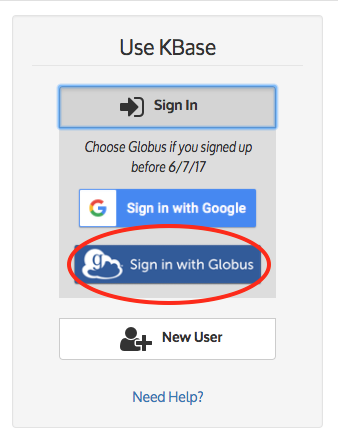 Use KBase
Sign In
Choose Globus if you signed up
before 6/7/17
G Sign in with Google
g Sign in with Globus
New User
Need Help?